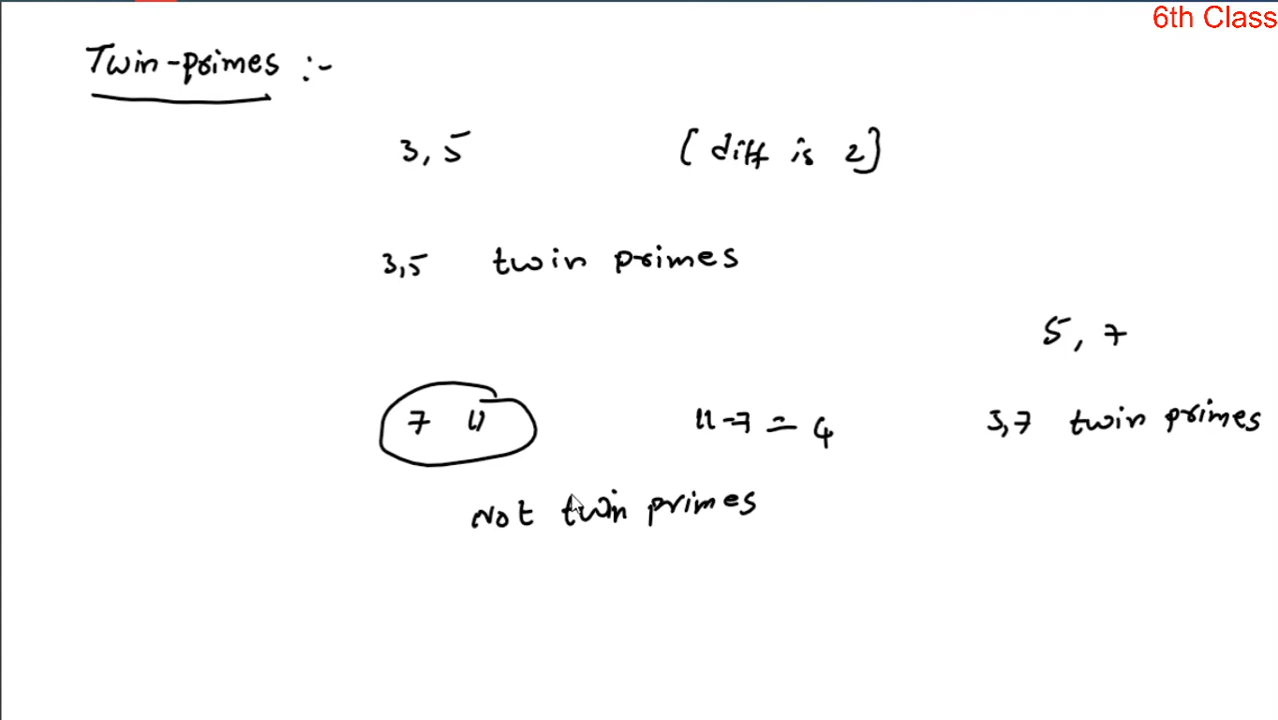 6th Class
Twin-primes :-
3, 5 [diff is 2]
3,5 twin primes
5, 7
7 11 11-7 = 4 3,7 twin primes
Not twin primes